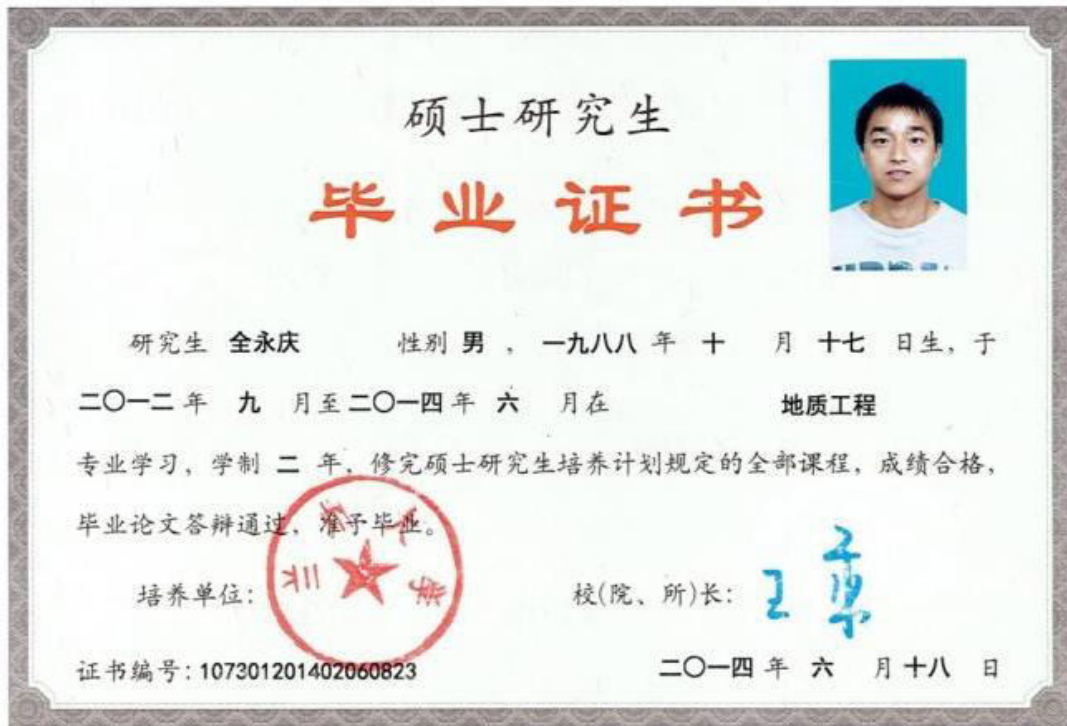 硕士研究生
毕业证书
研究生 全永庆 性别 男 ， 一九八八 年 十 月 十七 日生，于
二〇一二 年 九 月至 二〇一四 年 六 月在 地质工程
专业学习，学制 二 年，修完硕士研究生培养计划规定的全部课程，成绩合格，
毕业论文答辩通过，准予毕业。
培养单位： 校(院、所)长：
证书编号：107301201402060823 二〇一四 年 六 月 十八 日